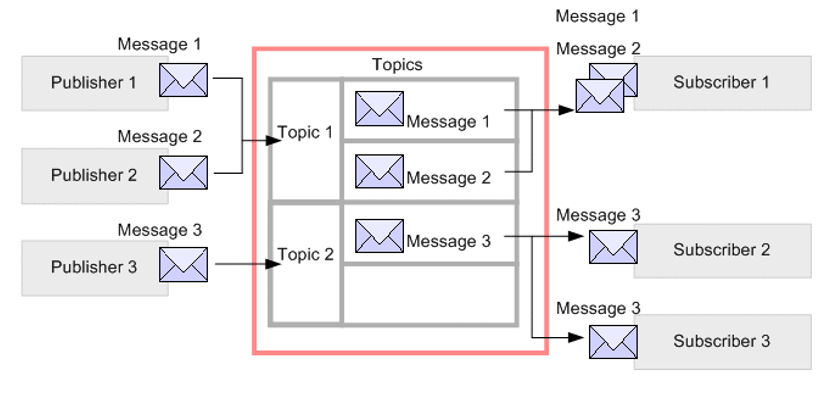 Message 1
Publisher 1
Message 2
Publisher 2
Message 3
Publisher 3
Topics
Topic 1
Message 1
Message 2
Topic 2
Message 3
Message 1
Message 2
Subscriber 1
Message 3
Subscriber 2
Message 3
Subscriber 3